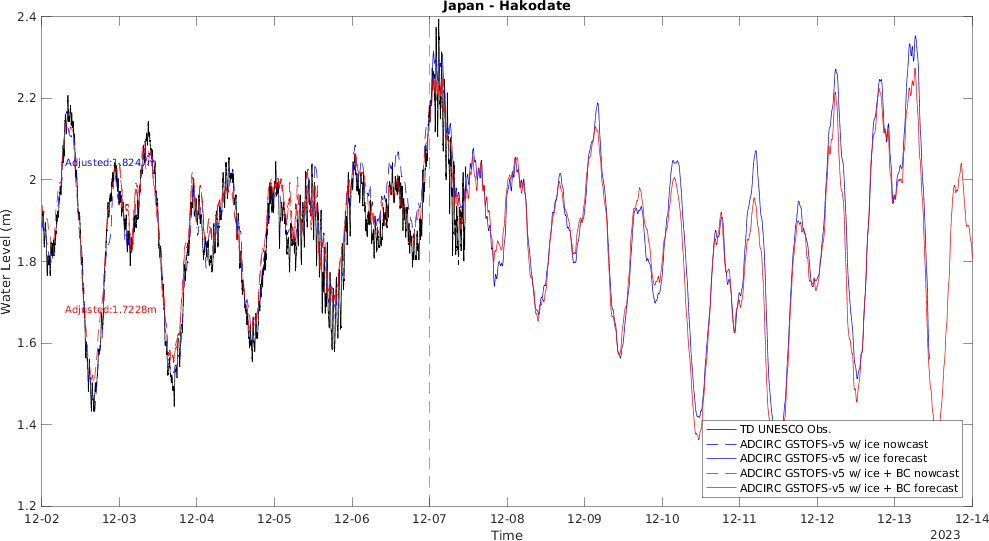 Japan - Hakodate
2.4
2.2
2
1.8
1.6
1.4
1.2
Water Level (m)
Adjusted:1.824m
Adjusted:1.7228m
TD UNESCO Obs.
ADCIRC GSTOFS-v5 w/ ice nowcast
ADCIRC GSTOFS-v5 w/ ice forecast
ADCIRC GSTOFS-v5 w/ ice + BC nowcast
ADCIRC GSTOFS-v5 w/ ice + BC forecast
12-02 12-03 12-04 12-05 12-06 12-07 12-08 12-09 12-10 12-11 12-12 12-13 12-14
Time
2023